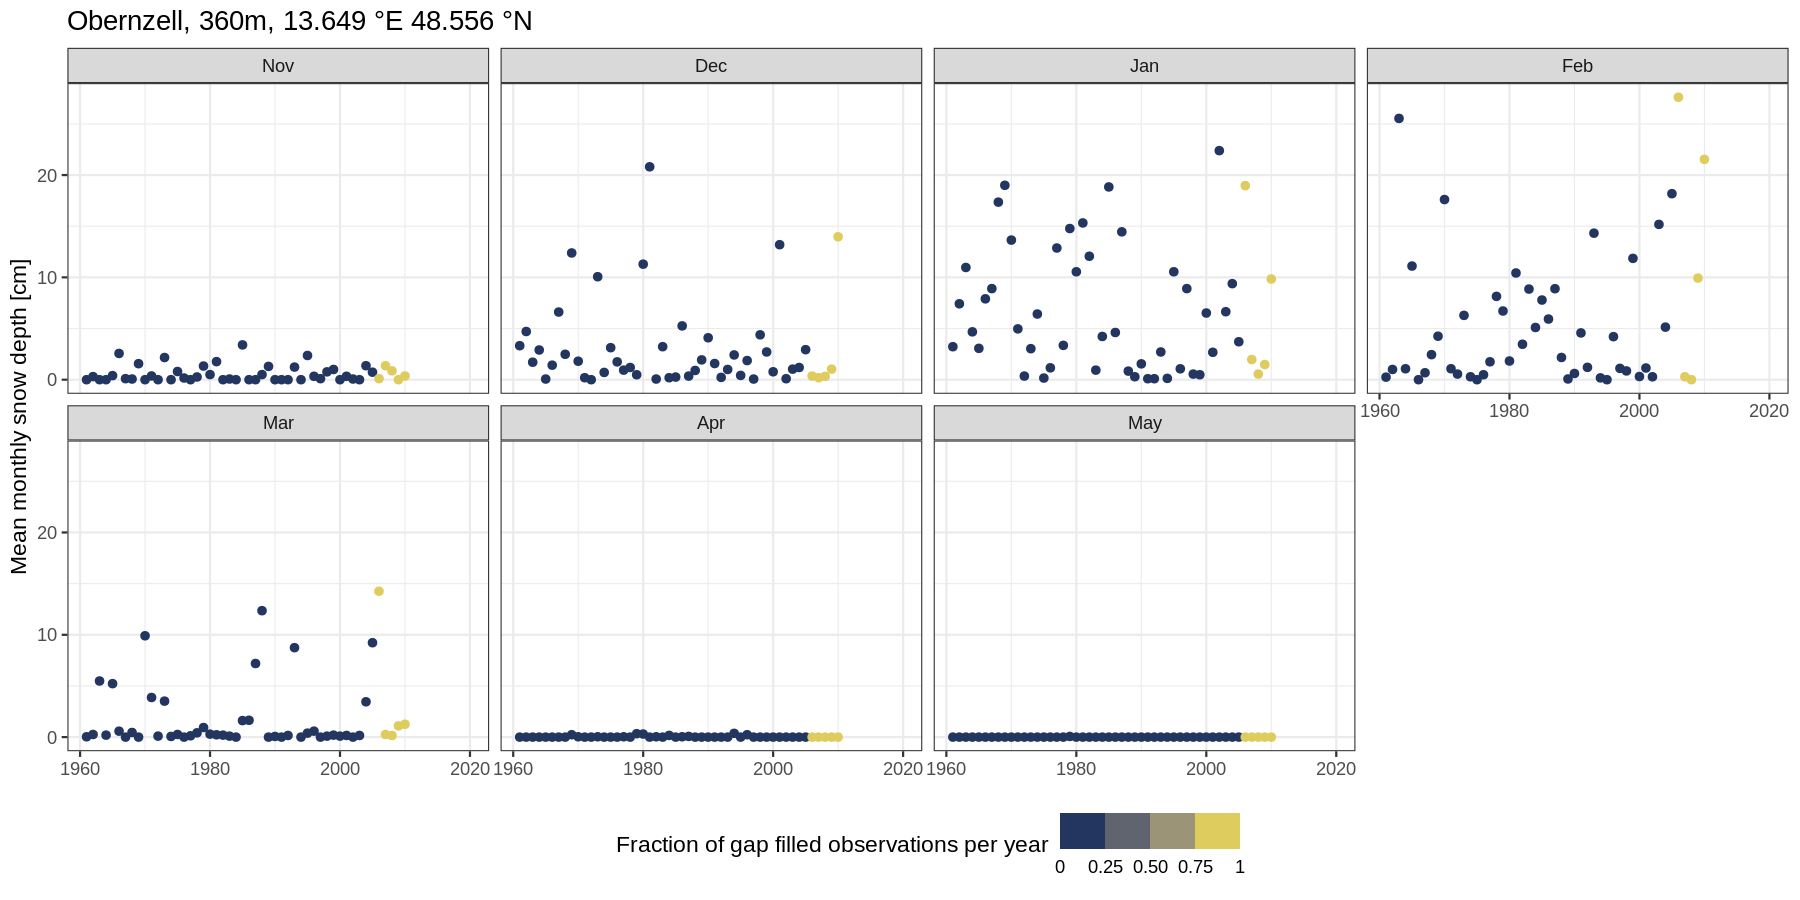 Obernzell, 360m, 13.649 °E 48.556 °N
Nov Dec Jan Feb
Mean monthly snow depth [cm]
20
10
0
1960 1980 2000 2020
Mar Apr May
20
10
0
1960 1980 2000 2020 1960 1980 2000 2020 1960 1980 2000 2020
Fraction of gap filled observations per year
0 0.25 0.50 0.75 1